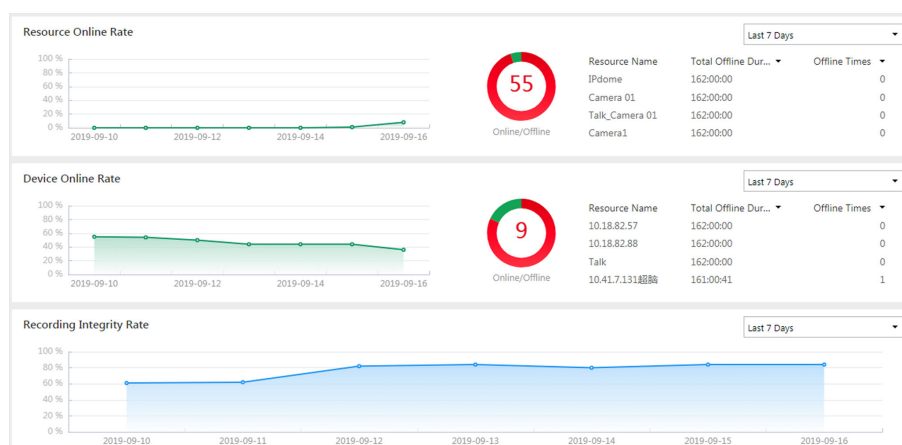 Resource Online Rate
Last 7 Days
100 %
80 %
60 %
40 %
20 %
0 %
2019-09-10
2019-09-12
2019-09-14
2019-09-16
55
Online/Offline
Resource Name Total Offline Dur... Offline Times
IPdome 162:00:00 0
Camera 01 162:00:00 0
Talk_Camera 01 162:00:00 0
Camera1 162:00:00 0
Device Online Rate
Last 7 Days
100 %
80 %
60 %
40 %
20 %
0 %
2019-09-10
2019-09-12
2019-09-14
2019-09-16
9
Online/Offline
Resource Name Total Offline Dur... Offline Times
10.18.82.57 162:00:00 0
10.18.82.88 162:00:00 0
Talk 162:00:00 0
10.41.7.131超脑 161:00:41 1
Recording Integrity Rate
Last 7 Days
100 %
80 %
60 %
40 %
20 %
0 %
2019-09-10
2019-09-11
2019-09-12
2019-09-13
2019-09-14
2019-09-15
2019-09-16